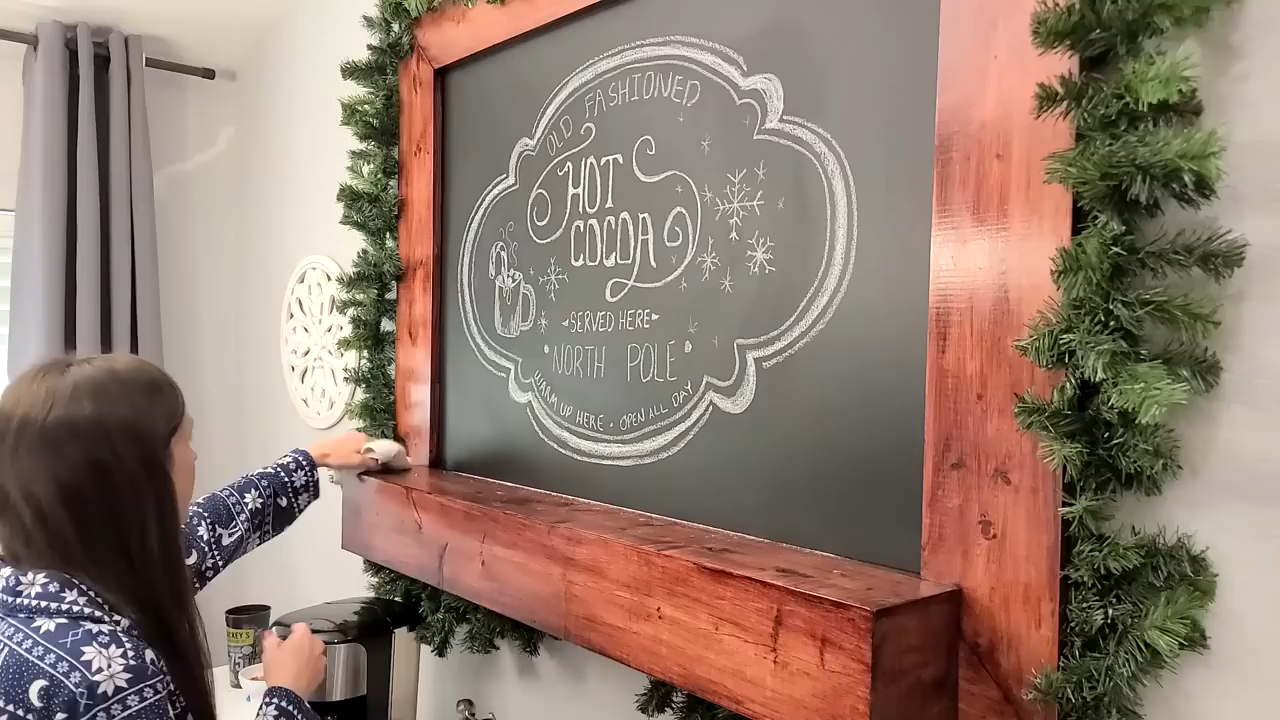 OLD FASHIONED
HOT
COCOA
SERVED HERE
NORTH POLE
WARM UP HERE • OPEN ALL DAY